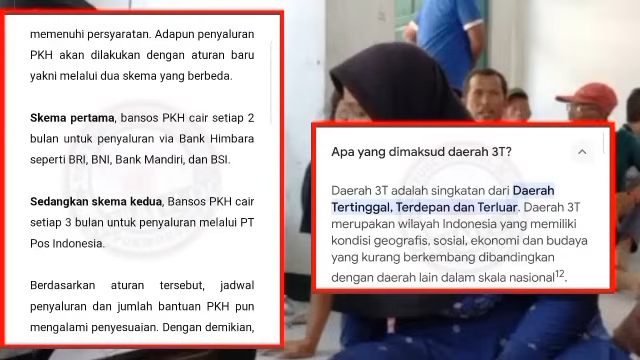 memenuhi persyaratan. Adapun penyaluran
PKH akan dilakukan dengan aturan baru
yakni melalui dua skema yang berbeda.
Skema pertama, bansos PKH cair setiap 2
bulan untuk penyaluran via Bank Himbara
seperti BRI, BNI, Bank Mandiri, dan BSI.
Sedangkan skema kedua, Bansos PKH cair
setiap 3 bulan untuk penyaluran melalui PT
Pos Indonesia.
Berdasarkan aturan tersebut, jadwal
penyaluran dan jumlah bantuan PKH pun
mengalami penyesuaian. Dengan demikian,
Apa yang dimaksud daerah 3T?
Daerah 3T adalah singkatan dari Daerah
Tertinggal, Terdepan dan Terluar. Daerah 3T
merupakan wilayah Indonesia yang memiliki
kondisi geografis, sosial, ekonomi dan budaya
yang kurang berkembang dibandingkan
dengan daerah lain dalam skala nasional12.